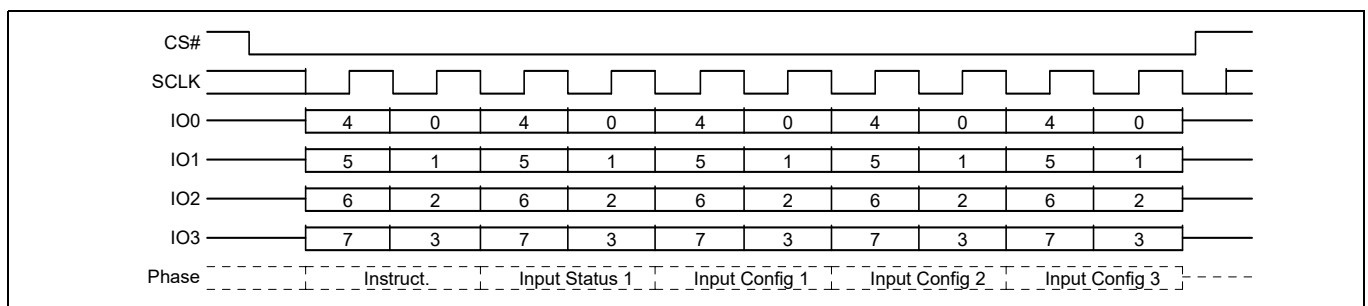 CS#
SCLK
IO0 4 0 4 0 4 0 4 0 4 0
IO1 5 1 5 1 5 1 5 1 5 1
IO2 6 2 6 2 6 2 6 2 6 2
IO3 7 3 7 3 7 3 7 3 7 3
Phase Instruct. Input Status 1 Input Config 1 Input Config 2 Input Config 3